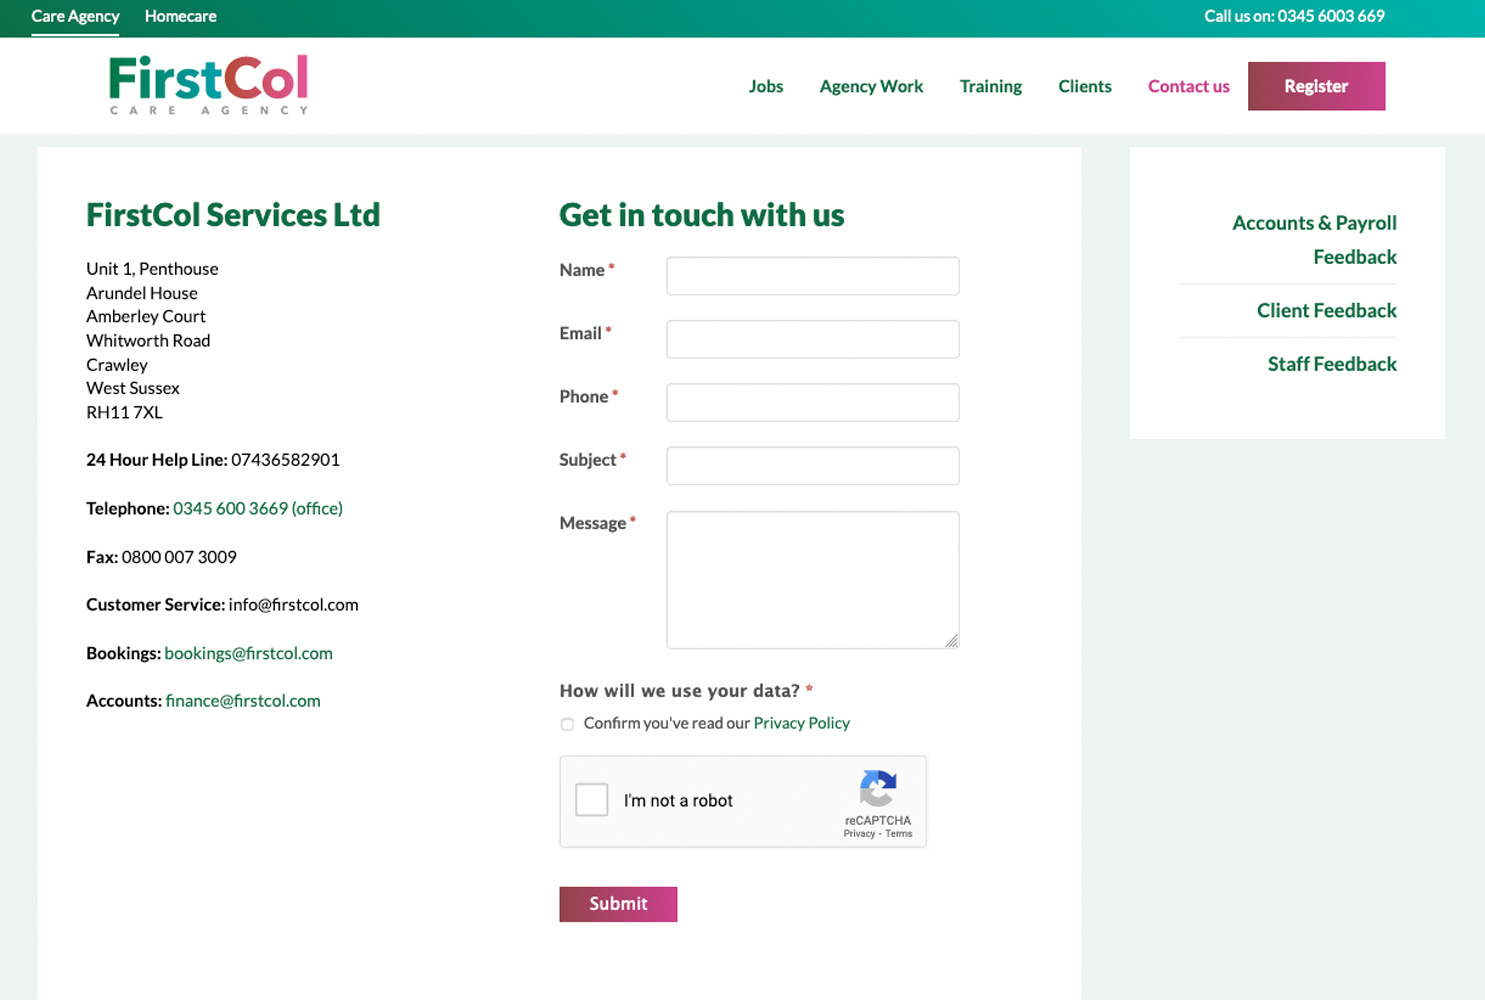 Care Agency
Homecare
Call us on: 0345 6003 669
FirstCol
CARE AGENCY
Jobs
Agency Work
Training
Clients
Contact us
Register
FirstCol Services Ltd
Unit 1, Penthouse
Arundel House
Amberley Court
Whitworth Road
Crawley
West Sussex
RH11 7XL
24 Hour Help Line: 07436582901
Telephone: 0345 600 3669 (office)
Fax: 0800 007 3009
Customer Service: info@firstcol.com
Bookings: bookings@firstcol.com
Accounts: finance@firstcol.com
Get in touch with us
Name *
Email *
Phone *
Subject *
Message *
How will we use your data? *
Confirm you've read our Privacy Policy
I'm not a robot
reCAPTCHA
Privacy - Terms
Submit
Accounts & Payroll
Feedback
Client Feedback
Staff Feedback